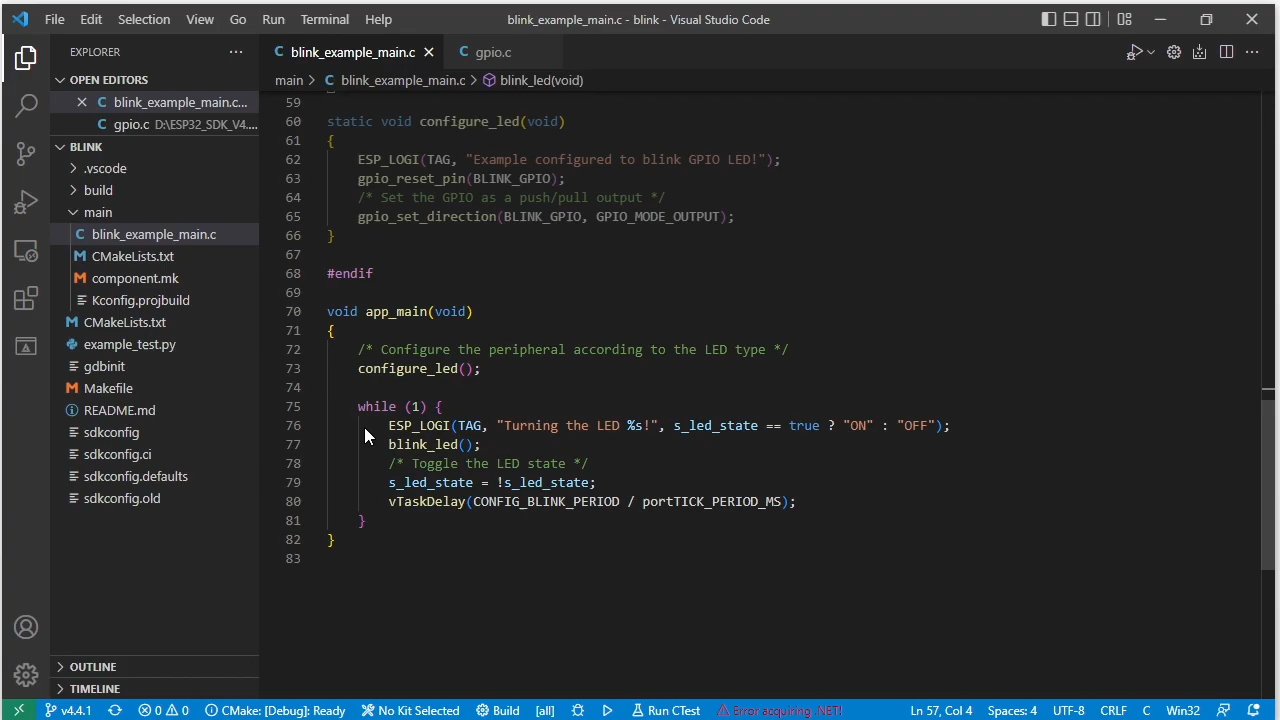 File Edit Selection View Go Run Terminal Help
blink_example_main.c - blink - Visual Studio Code
EXPLORER
OPEN EDITORS
blink_example_main.c...
gpio.c D:\ESP32_SDK_V4....
BLINK
.vscode
build
main
blink_example_main.c
CMakeLists.txt
component.mk
Kconfig.projbuild
CMakeLists.txt
example_test.py
gdbinit
Makefile
README.md
sdkconfig
sdkconfig.ci
sdkconfig.defaults
sdkconfig.old
OUTLINE
TIMELINE
blink_example_main.c gpio.c
main > blink_example_main.c > blink_led(void)
59
60 static void configure_led(void)
61 {
62 ESP_LOGI(TAG, "Example configured to blink GPIO LED!");
63 gpio_reset_pin(BLINK_GPIO);
64 /* Set the GPIO as a push/pull output */
65 gpio_set_direction(BLINK_GPIO, GPIO_MODE_OUTPUT);
66 }
67
68 #endif
69
70 void app_main(void)
71 {
72 /* Configure the peripheral according to the LED type */
73 configure_led();
74
75 while (1) {
76 ESP_LOGI(TAG, "Turning the LED %s!", s_led_state == true ? "ON" : "OFF");
77 blink_led();
78 /* Toggle the LED state */
79 s_led_state = !s_led_state;
80 vTaskDelay(CONFIG_BLINK_PERIOD / portTICK_PERIOD_MS);
81 }
82 }
83
v4.4.1 0 0 CMake: [Debug]: Ready No Kit Selected Build [all] Run CTest Error acquiring .NET! Ln 57, Col 4 Spaces: 4 UTF-8 CRLF C Win32